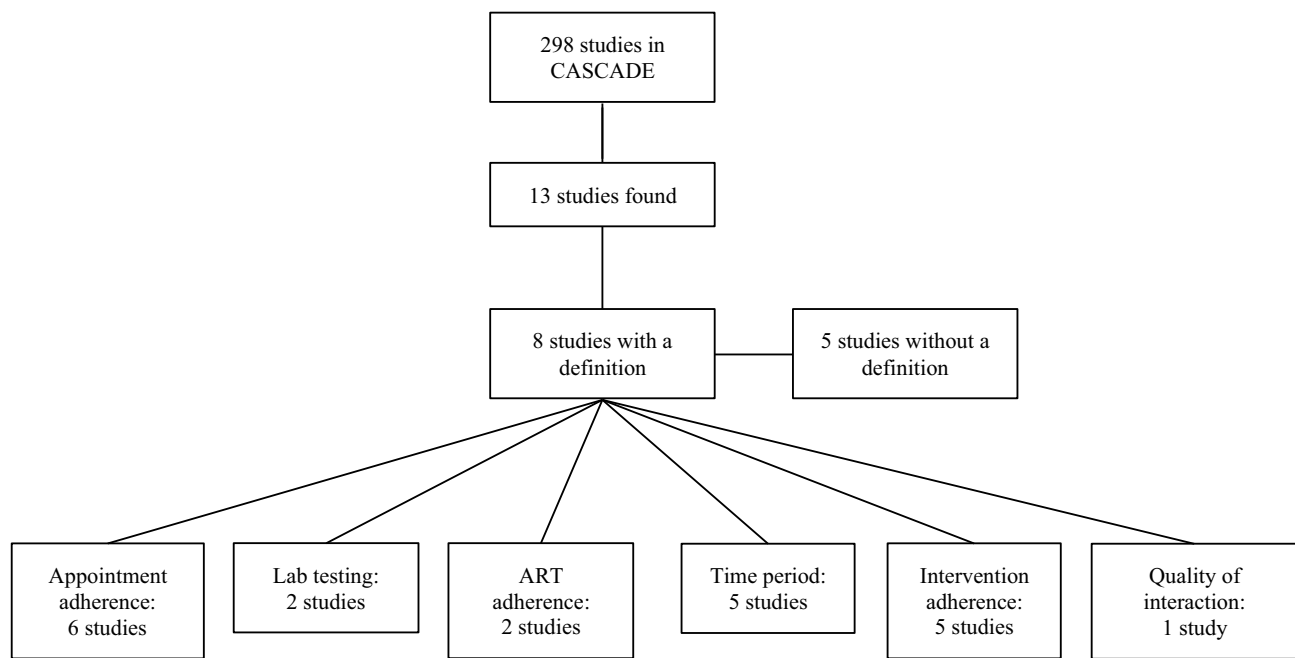 298 studies in
CASCADE
13 studies found
8 studies with a
definition
5 studies without a
definition
Appointment
adherence:
6 studies
Lab testing:
2 studies
ART
adherence:
2 studies
Time period:
5 studies
Intervention
adherence:
5 studies
Quality of
interaction:
1 study